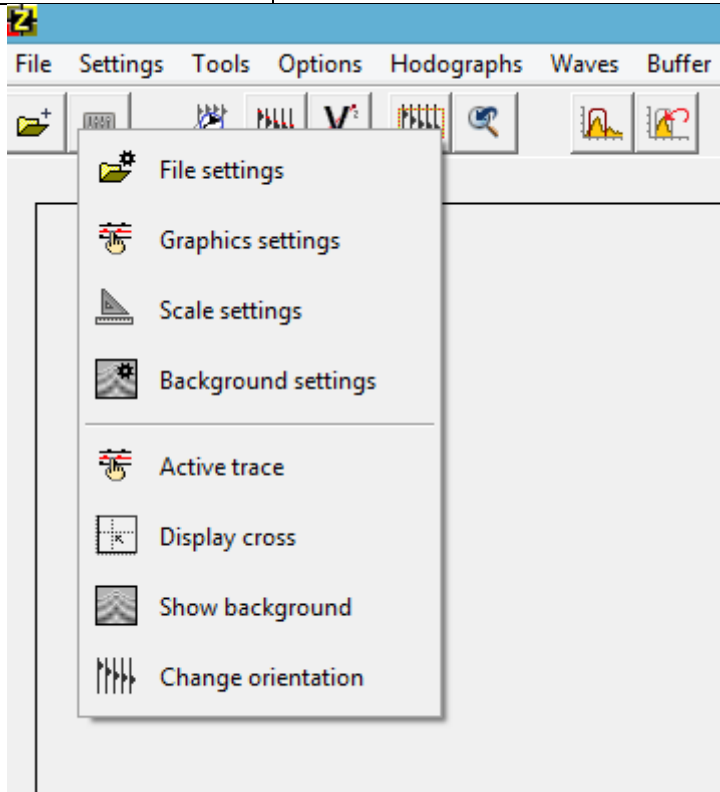 Z
File Settings Tools Options Hodographs Waves Buffer
V²
File settings
Graphics settings
Scale settings
Background settings
Active trace
Display cross
Show background
Change orientation